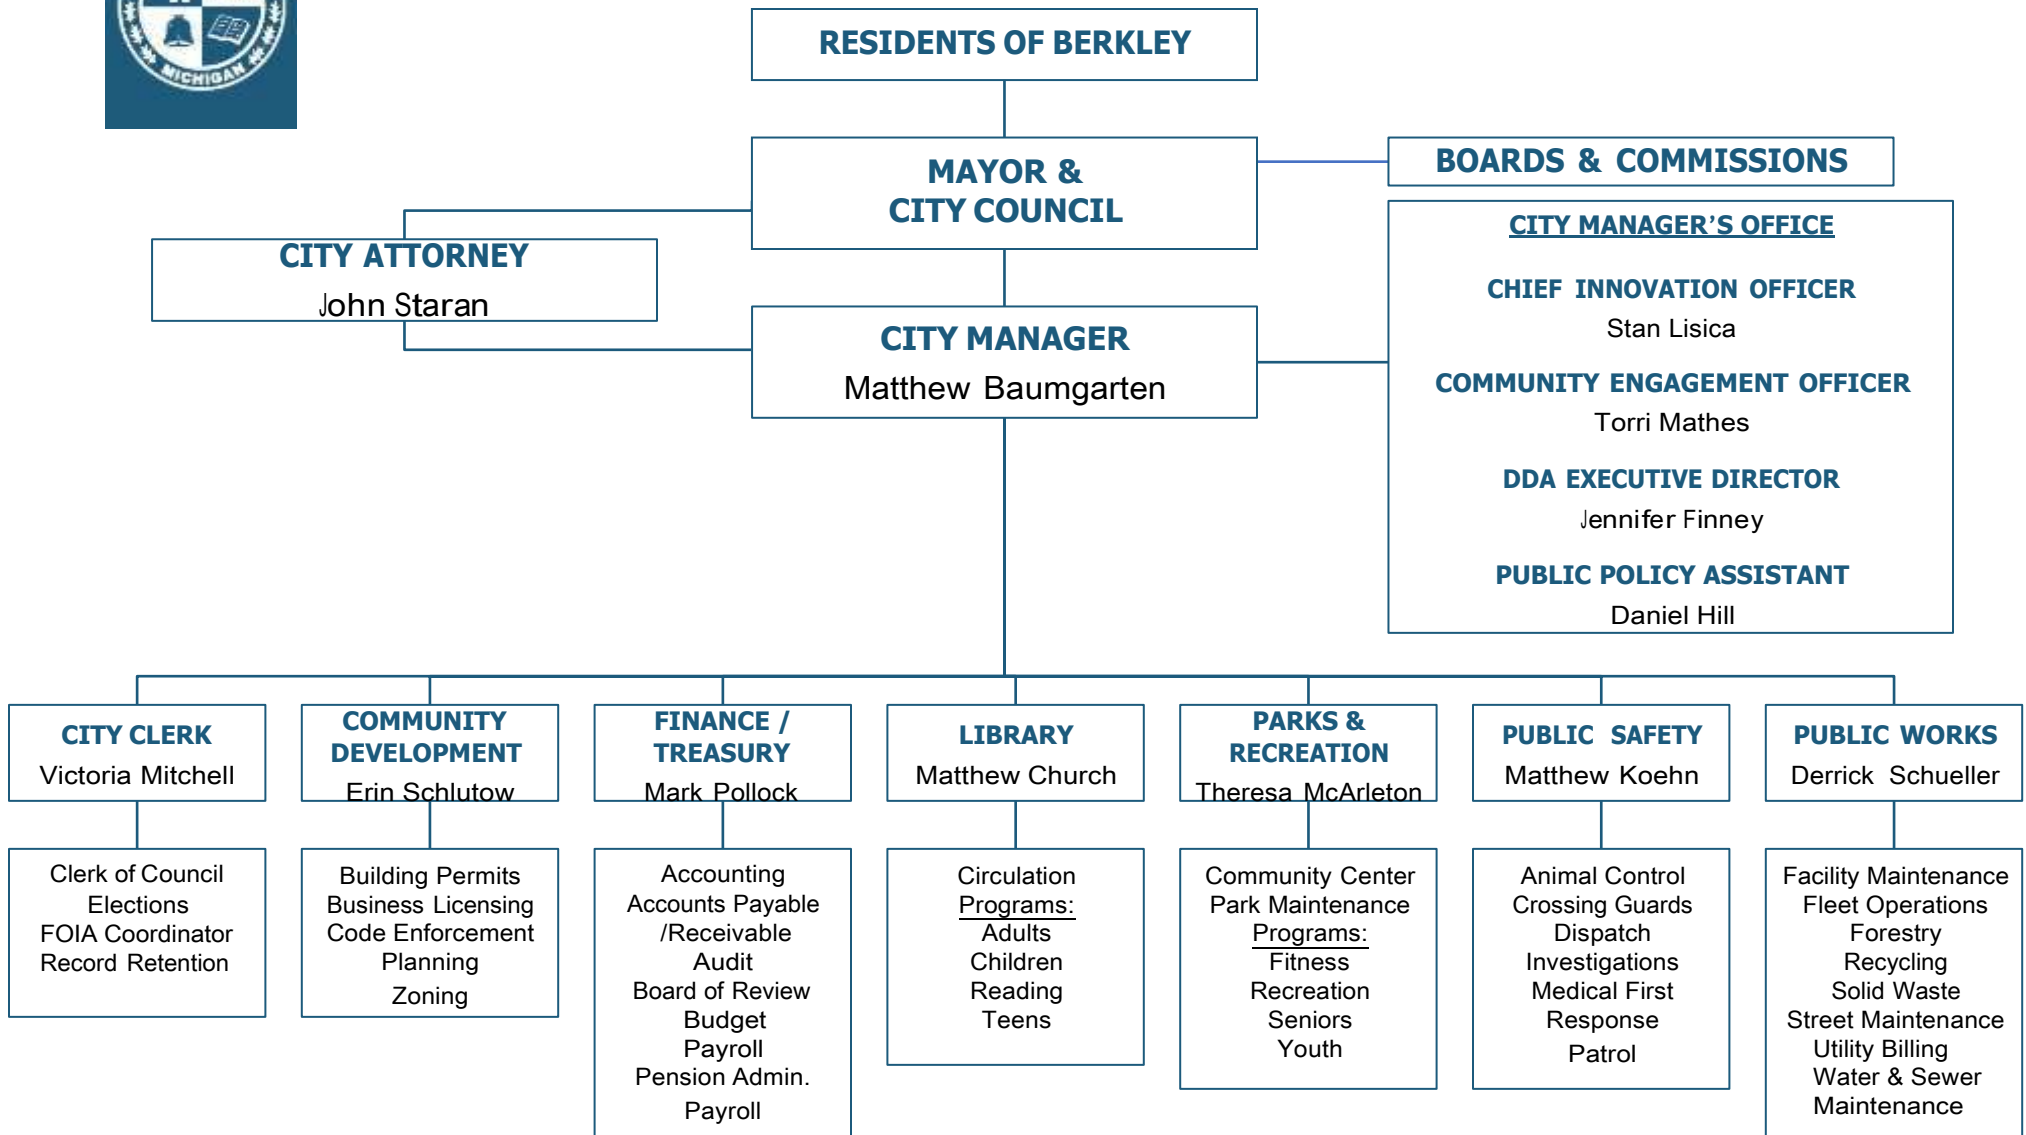 MICHIGAN
RESIDENTS OF BERKLEY
MAYOR &
CITY COUNCIL
BOARDS & COMMISSIONS
CITY ATTORNEY
John Staran
CITY MANAGER
Matthew Baumgarten
CITY MANAGER’S OFFICE
CHIEF INNOVATION OFFICER
Stan Lisica
COMMUNITY ENGAGEMENT OFFICER
Torri Mathes
DDA EXECUTIVE DIRECTOR
Jennifer Finney
PUBLIC POLICY ASSISTANT
Daniel Hill
CITY CLERK
Victoria Mitchell
Clerk of Council
Elections
FOIA Coordinator
Record Retention
COMMUNITY
DEVELOPMENT
Erin Schlutow
Building Permits
Business Licensing
Code Enforcement
Planning
Zoning
FINANCE /
TREASURY
Mark Pollock
Accounting
Accounts Payable
/Receivable
Audit
Board of Review
Budget
Payroll
Pension Admin.
Payroll
LIBRARY
Matthew Church
Circulation
Programs:
Adults
Children
Reading
Teens
PARKS &
RECREATION
Theresa McArleton
Community Center
Park Maintenance
Programs:
Fitness
Recreation
Seniors
Youth
PUBLIC SAFETY
Matthew Koehn
Animal Control
Crossing Guards
Dispatch
Investigations
Medical First
Response
Patrol
PUBLIC WORKS
Derrick Schueller
Facility Maintenance
Fleet Operations
Forestry
Recycling
Solid Waste
Street Maintenance
Utility Billing
Water & Sewer
Maintenance